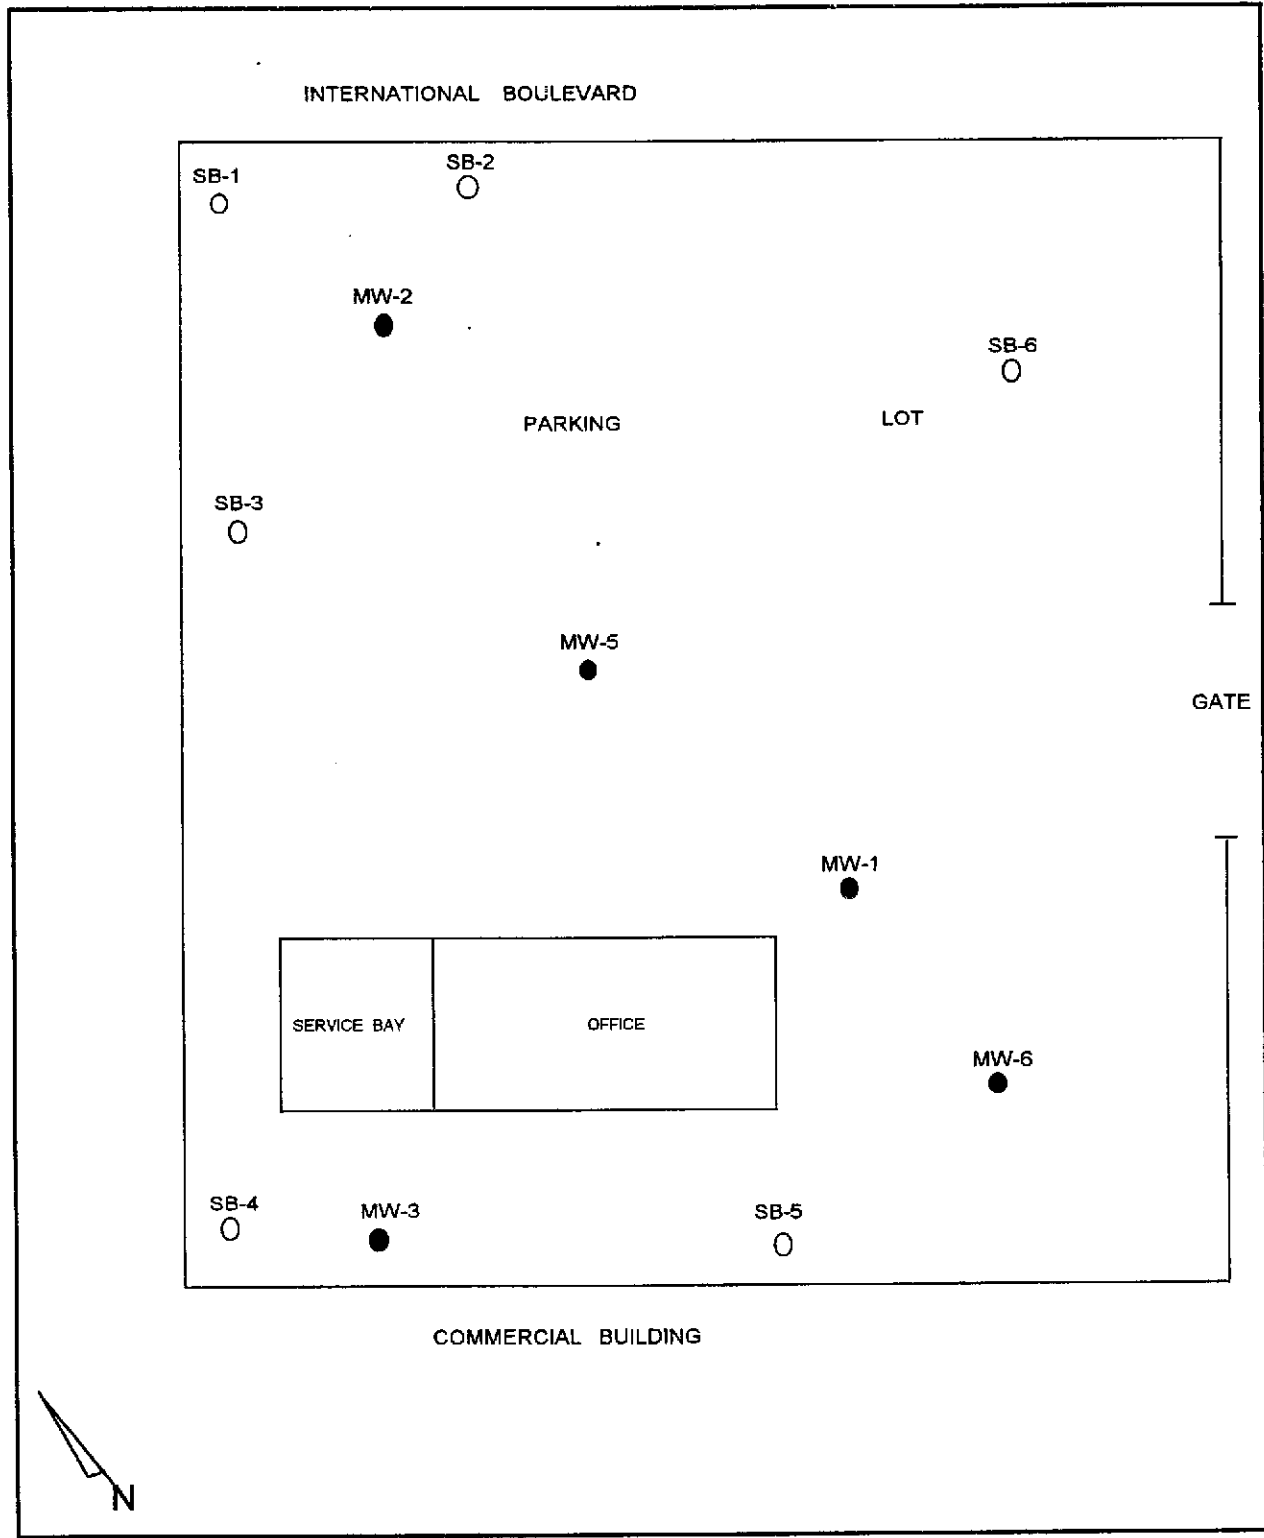 INTERNATIONAL BOULEVARD
SB-1
SB-2
MW-2
SB-6
PARKING LOT
SB-3
MW-5
GATE
MW-1
SERVICE BAY
OFFICE
MW-6
SB-4
MW-3
SB-5
COMMERCIAL BUILDING
N